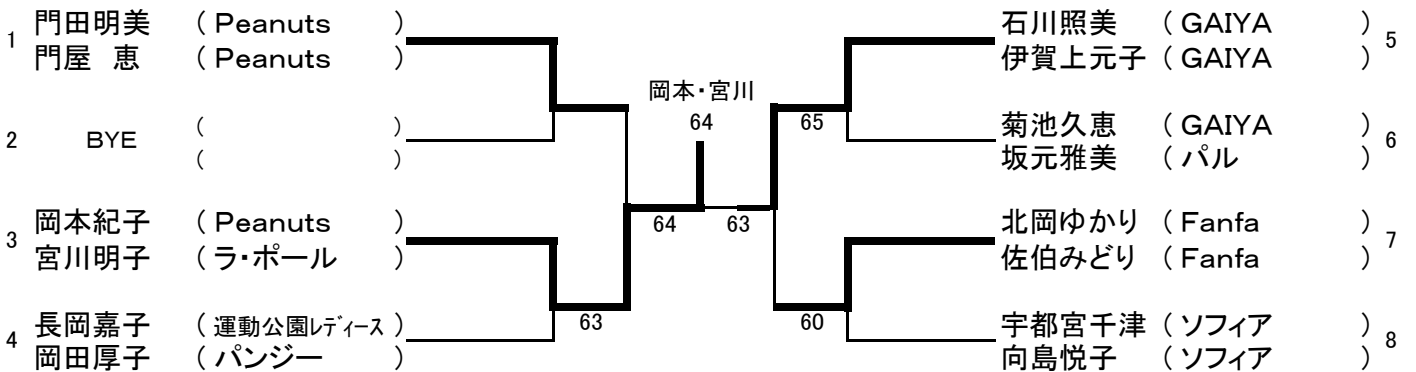 1 門田明美 ( Peanuts )
門屋 恵 ( Peanuts )
2 BYE ( )
( )
3 岡本紀子 ( Peanuts )
宮川明子 ( ラ・ポール )
4 長岡嘉子 ( 運動公園ﾚﾃﾞｨｰｽ )
岡田厚子 ( パンジー )
岡本・宮川
64
65
64
63
63
60
石川照美 ( GAIYA ) 5
伊賀上元子 ( GAIYA )
菊池久恵 ( GAIYA ) 6
坂元雅美 ( パル )
北岡ゆかり ( Fanfa ) 7
佐伯みどり ( Fanfa )
宇都宮千津 ( ソフィア ) 8
向島悦子 ( ソフィア )